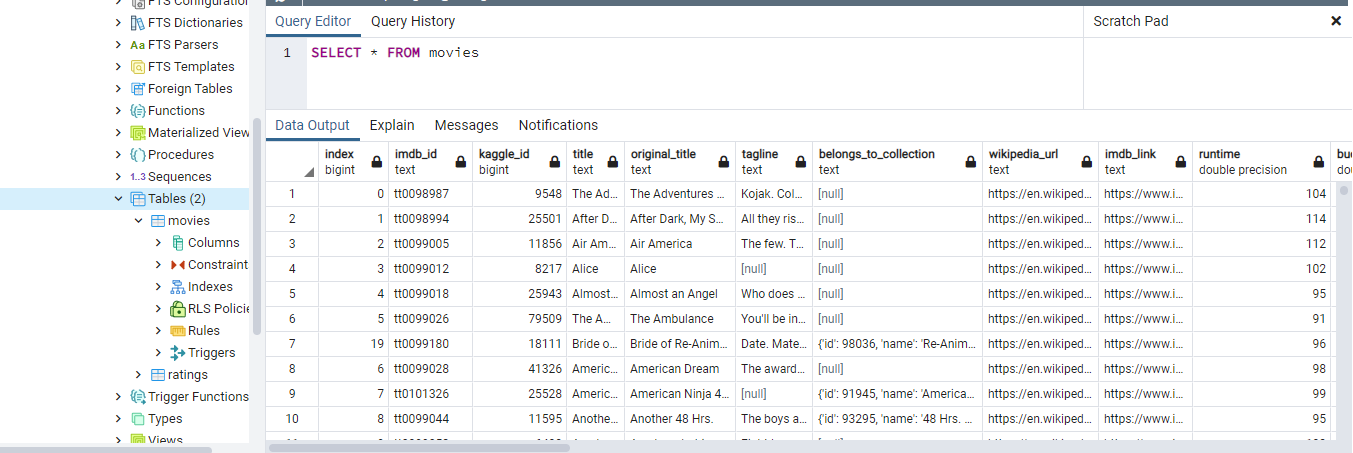 FTS Configuration
FTS Dictionaries
Aa FTS Parsers
FTS Templates
Foreign Tables
Functions
Materialized View
Procedures
1..3 Sequences
Tables (2)
movies
Columns
Constraint
Indexes
RLS Policie
Rules
Triggers
ratings
Trigger Functions
Types
Views
Query Editor Query History
Scratch Pad
1 SELECT * FROM movies
Data Output Explain Messages Notifications
index imdb_id kaggle_id title original_title tagline belongs_to_collection wikipedia_url imdb_link runtime
bigint text bigint text text text text text text double precision
1 0 tt0098987 9548 The Ad... The Adventures ... Kojak. Col... [null] https://en.wikiped... https://www.i... 104
2 1 tt0098994 25501 After D... After Dark, My S... All they ris... [null] https://en.wikiped... https://www.i... 114
3 2 tt0099005 11856 Air Am... Air America The few. T... [null] https://en.wikiped... https://www.i... 112
4 3 tt0099012 8217 Alice Alice [null] [null] https://en.wikiped... https://www.i... 102
5 4 tt0099018 25943 Almost... Almost an Angel Who does ... [null] https://en.wikiped... https://www.i... 95
6 5 tt0099026 79509 The A... The Ambulance You'll be in... [null] https://en.wikiped... https://www.i... 91
7 19 tt0099180 18111 Bride o... Bride of Re-Anim... Date. Mate... {'id': 98036, 'name': 'Re-Anim... https://en.wikiped... https://www.i... 96
8 6 tt0099028 41326 Americ... American Dream The award... [null] https://en.wikiped... https://www.i... 98
9 7 tt0101326 25528 Americ... American Ninja 4... [null] {'id': 91945, 'name': 'America... https://en.wikiped... https://www.i... 99
10 8 tt0099044 11595 Anothe... Another 48 Hrs. The boys a... {'id': 93295, 'name': '48 Hrs. ... https://en.wikiped... https://www.i... 95